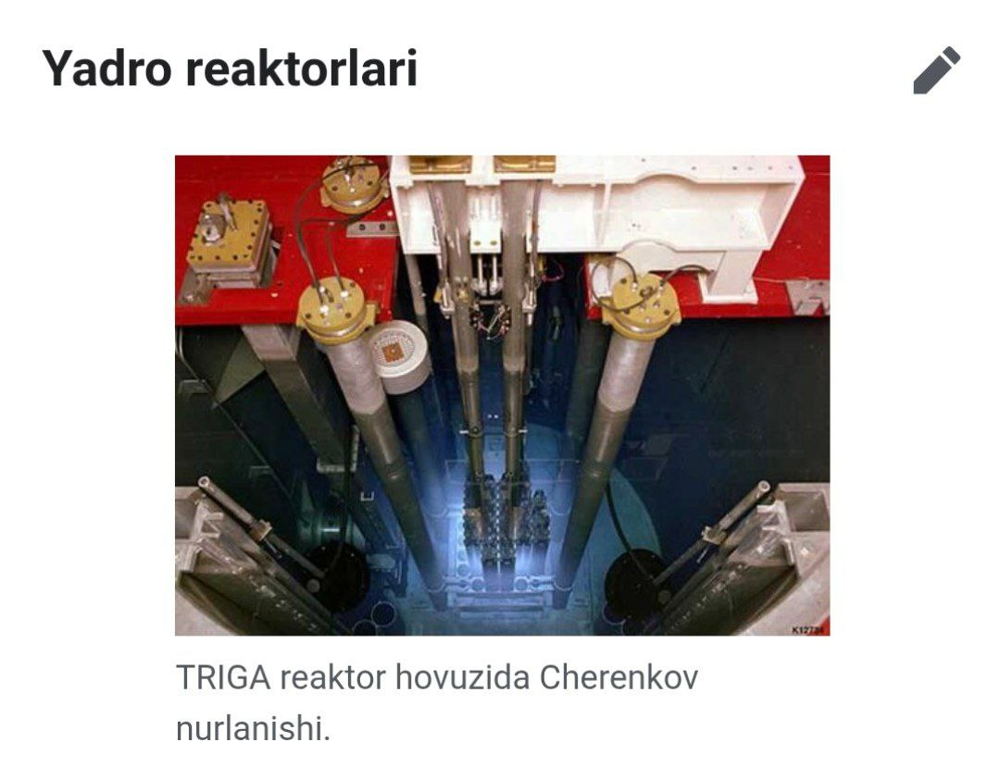 Yadro reaktorlari
TRIGA reaktor hovuzida Cherenkov
nurlanishi.